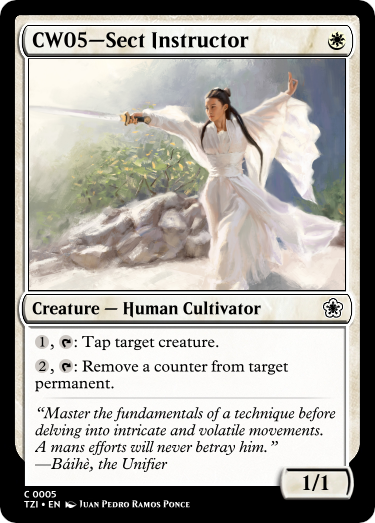 CW05—Sect Instructor
Creature — Human Cultivator
1, : Tap target creature.
2, : Remove a counter from target
permanent.
“Master the fundamentals of a technique before
delving into intricate and volatile movements.
A mans efforts will never betray him.”
—Báihè, the Unifier
1/1
C 0005
TZI • EN Juan Pedro Ramos Ponce